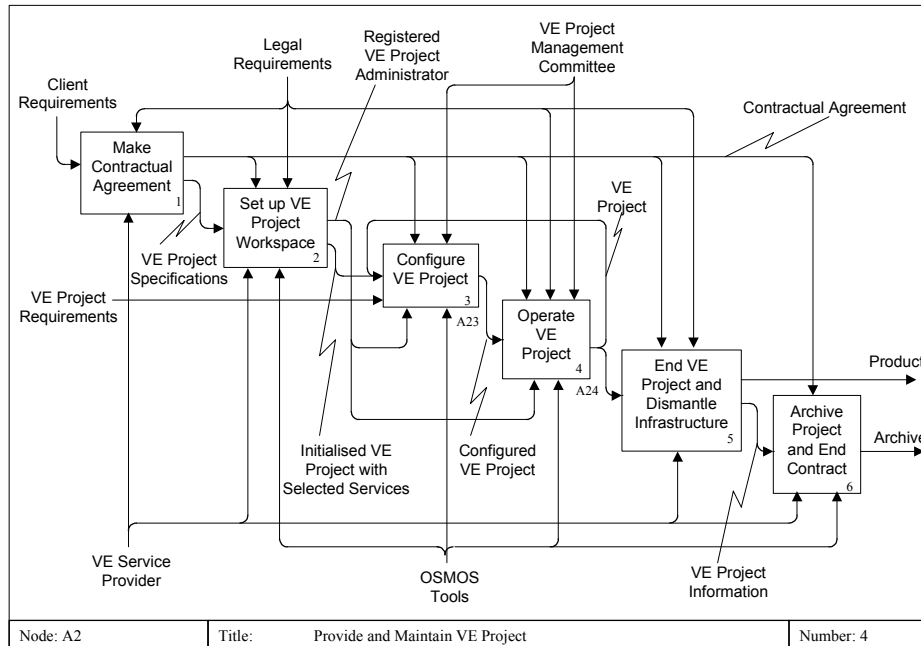 Client
Requirements
Legal
Requirements
Registered
VE Project
Administrator
VE Project
Management
Committee
Contractual Agreement
Make
Contractual
Agreement
1
VE Project
Specifications
Set up VE
Project
Workspace
2
VE
Project
Configure
VE Project
3
A23
VE Project
Requirements
Operate
VE
Project
4
A24
End VE
Project and
Dismantle
Infrastructure
5
Product
Archive
Project
and End
Contract
6
Archive
Initialised VE
Project with
Selected Services
Configured
VE Project
VE Service
Provider
OSMOS
Tools
VE Project
Information
Node: A2
Title: Provide and Maintain VE Project
Number: 4